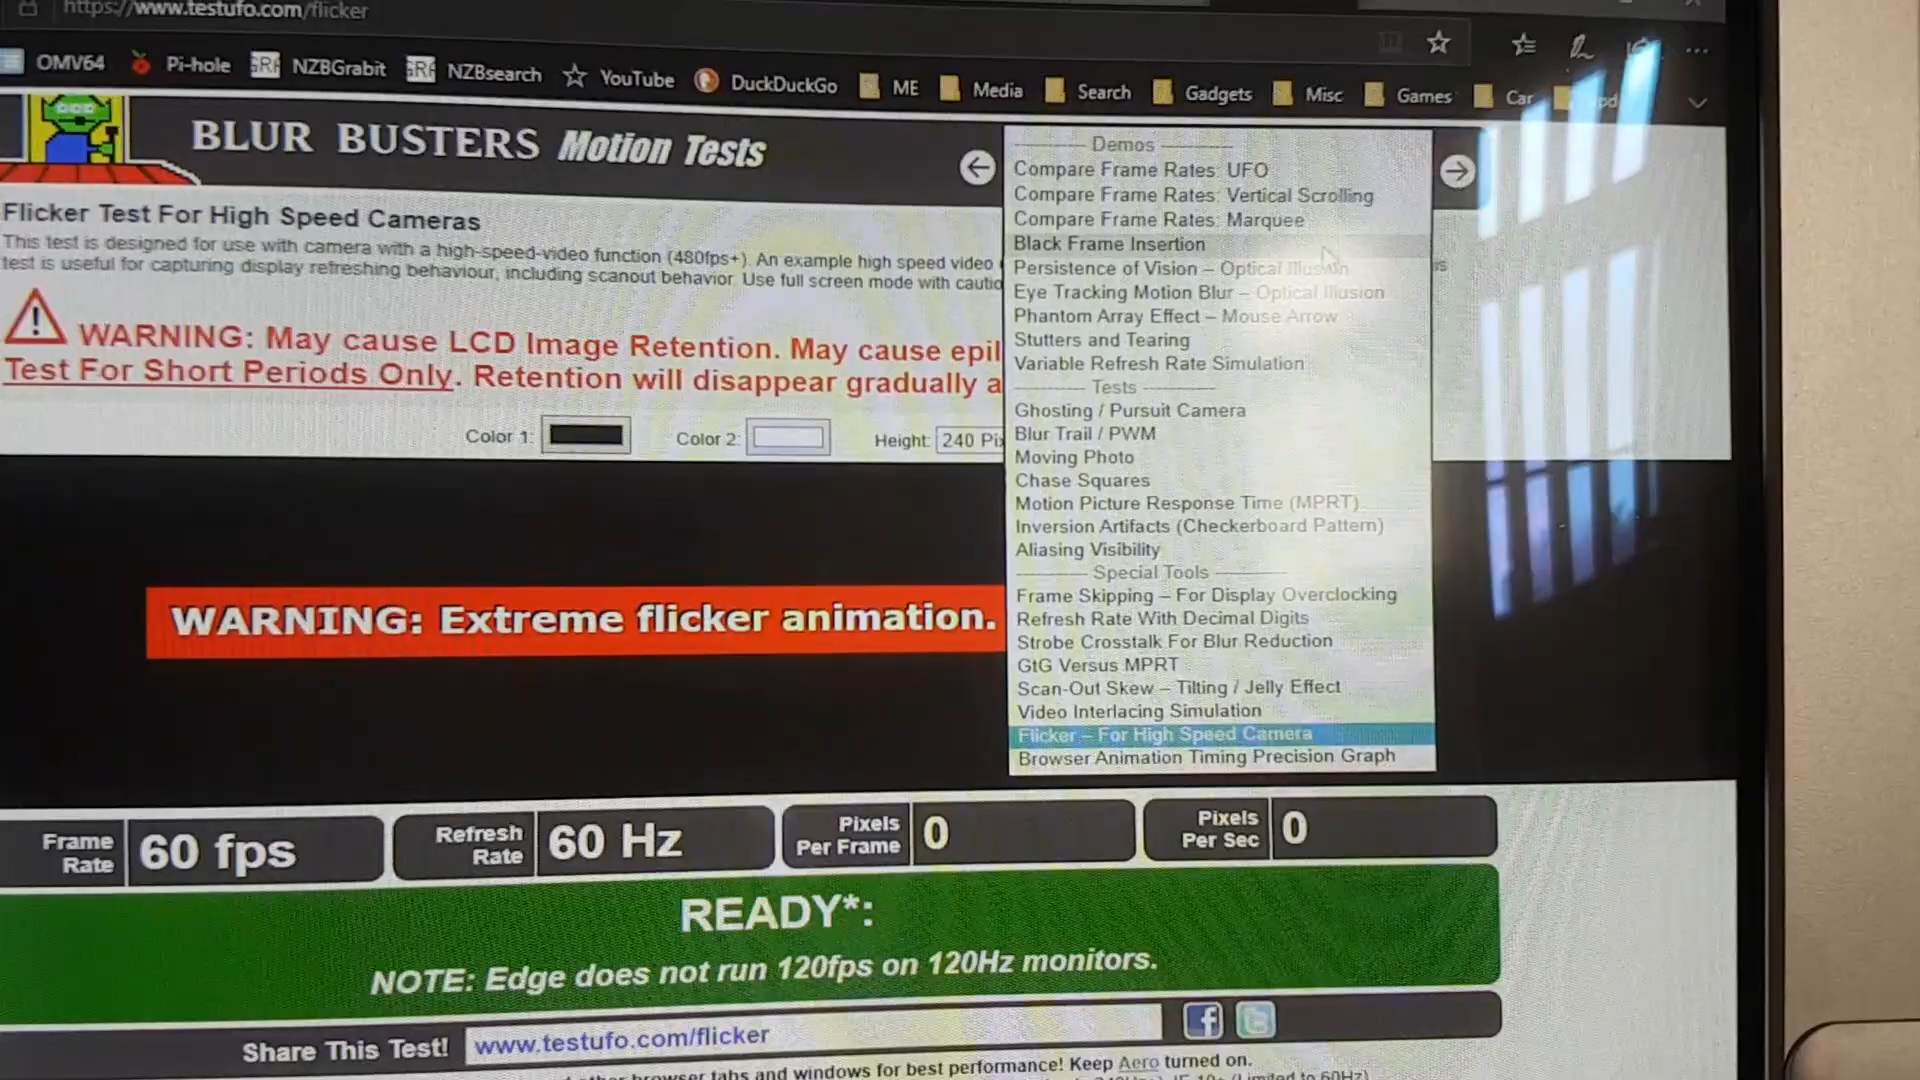 https://www.testufo.com/flicker
OMV64 Pi-hole NZBGrabit NZBsearch YouTube DuckDuckGo ME Media Search Gadgets Misc Games Car
BLUR BUSTERS Motion Tests
Flicker Test For High Speed Cameras
This test is designed for use with camera with a high-speed-video function (480fps+). An example high speed video
test is useful for capturing display refreshing behaviour, including scanout behavior. Use full screen mode with cautio
WARNING: May cause LCD Image Retention. May cause epil
Test For Short Periods Only. Retention will disappear gradually a
Color 1: Color 2: Height: 240 Pix
Demos
Compare Frame Rates: UFO
Compare Frame Rates: Vertical Scrolling
Compare Frame Rates: Marquee
Black Frame Insertion
Persistence of Vision – Optical Illusion
Eye Tracking Motion Blur – Optical Illusion
Phantom Array Effect – Mouse Arrow
Stutters and Tearing
Variable Refresh Rate Simulation
Tests
Ghosting / Pursuit Camera
Blur Trail / PWM
Moving Photo
Chase Squares
Motion Picture Response Time (MPRT)
Inversion Artifacts (Checkerboard Pattern)
Aliasing Visibility
Special Tools
Frame Skipping – For Display Overclocking
Refresh Rate With Decimal Digits
Strobe Crosstalk For Blur Reduction
GtG Versus MPRT
Scan-Out Skew – Tilting / Jelly Effect
Video Interlacing Simulation
Flicker – For High Speed Camera
Browser Animation Timing Precision Graph
WARNING: Extreme flicker animation.
Frame Rate 60 fps
Refresh Rate 60 Hz
Pixels Per Frame 0
Pixels Per Sec 0
READY*:
NOTE: Edge does not run 120fps on 120Hz monitors.
Share This Test! www.testufo.com/flicker
browser tabs and windows for best performance! Keep Aero turned on.
(Limited to 60Hz)